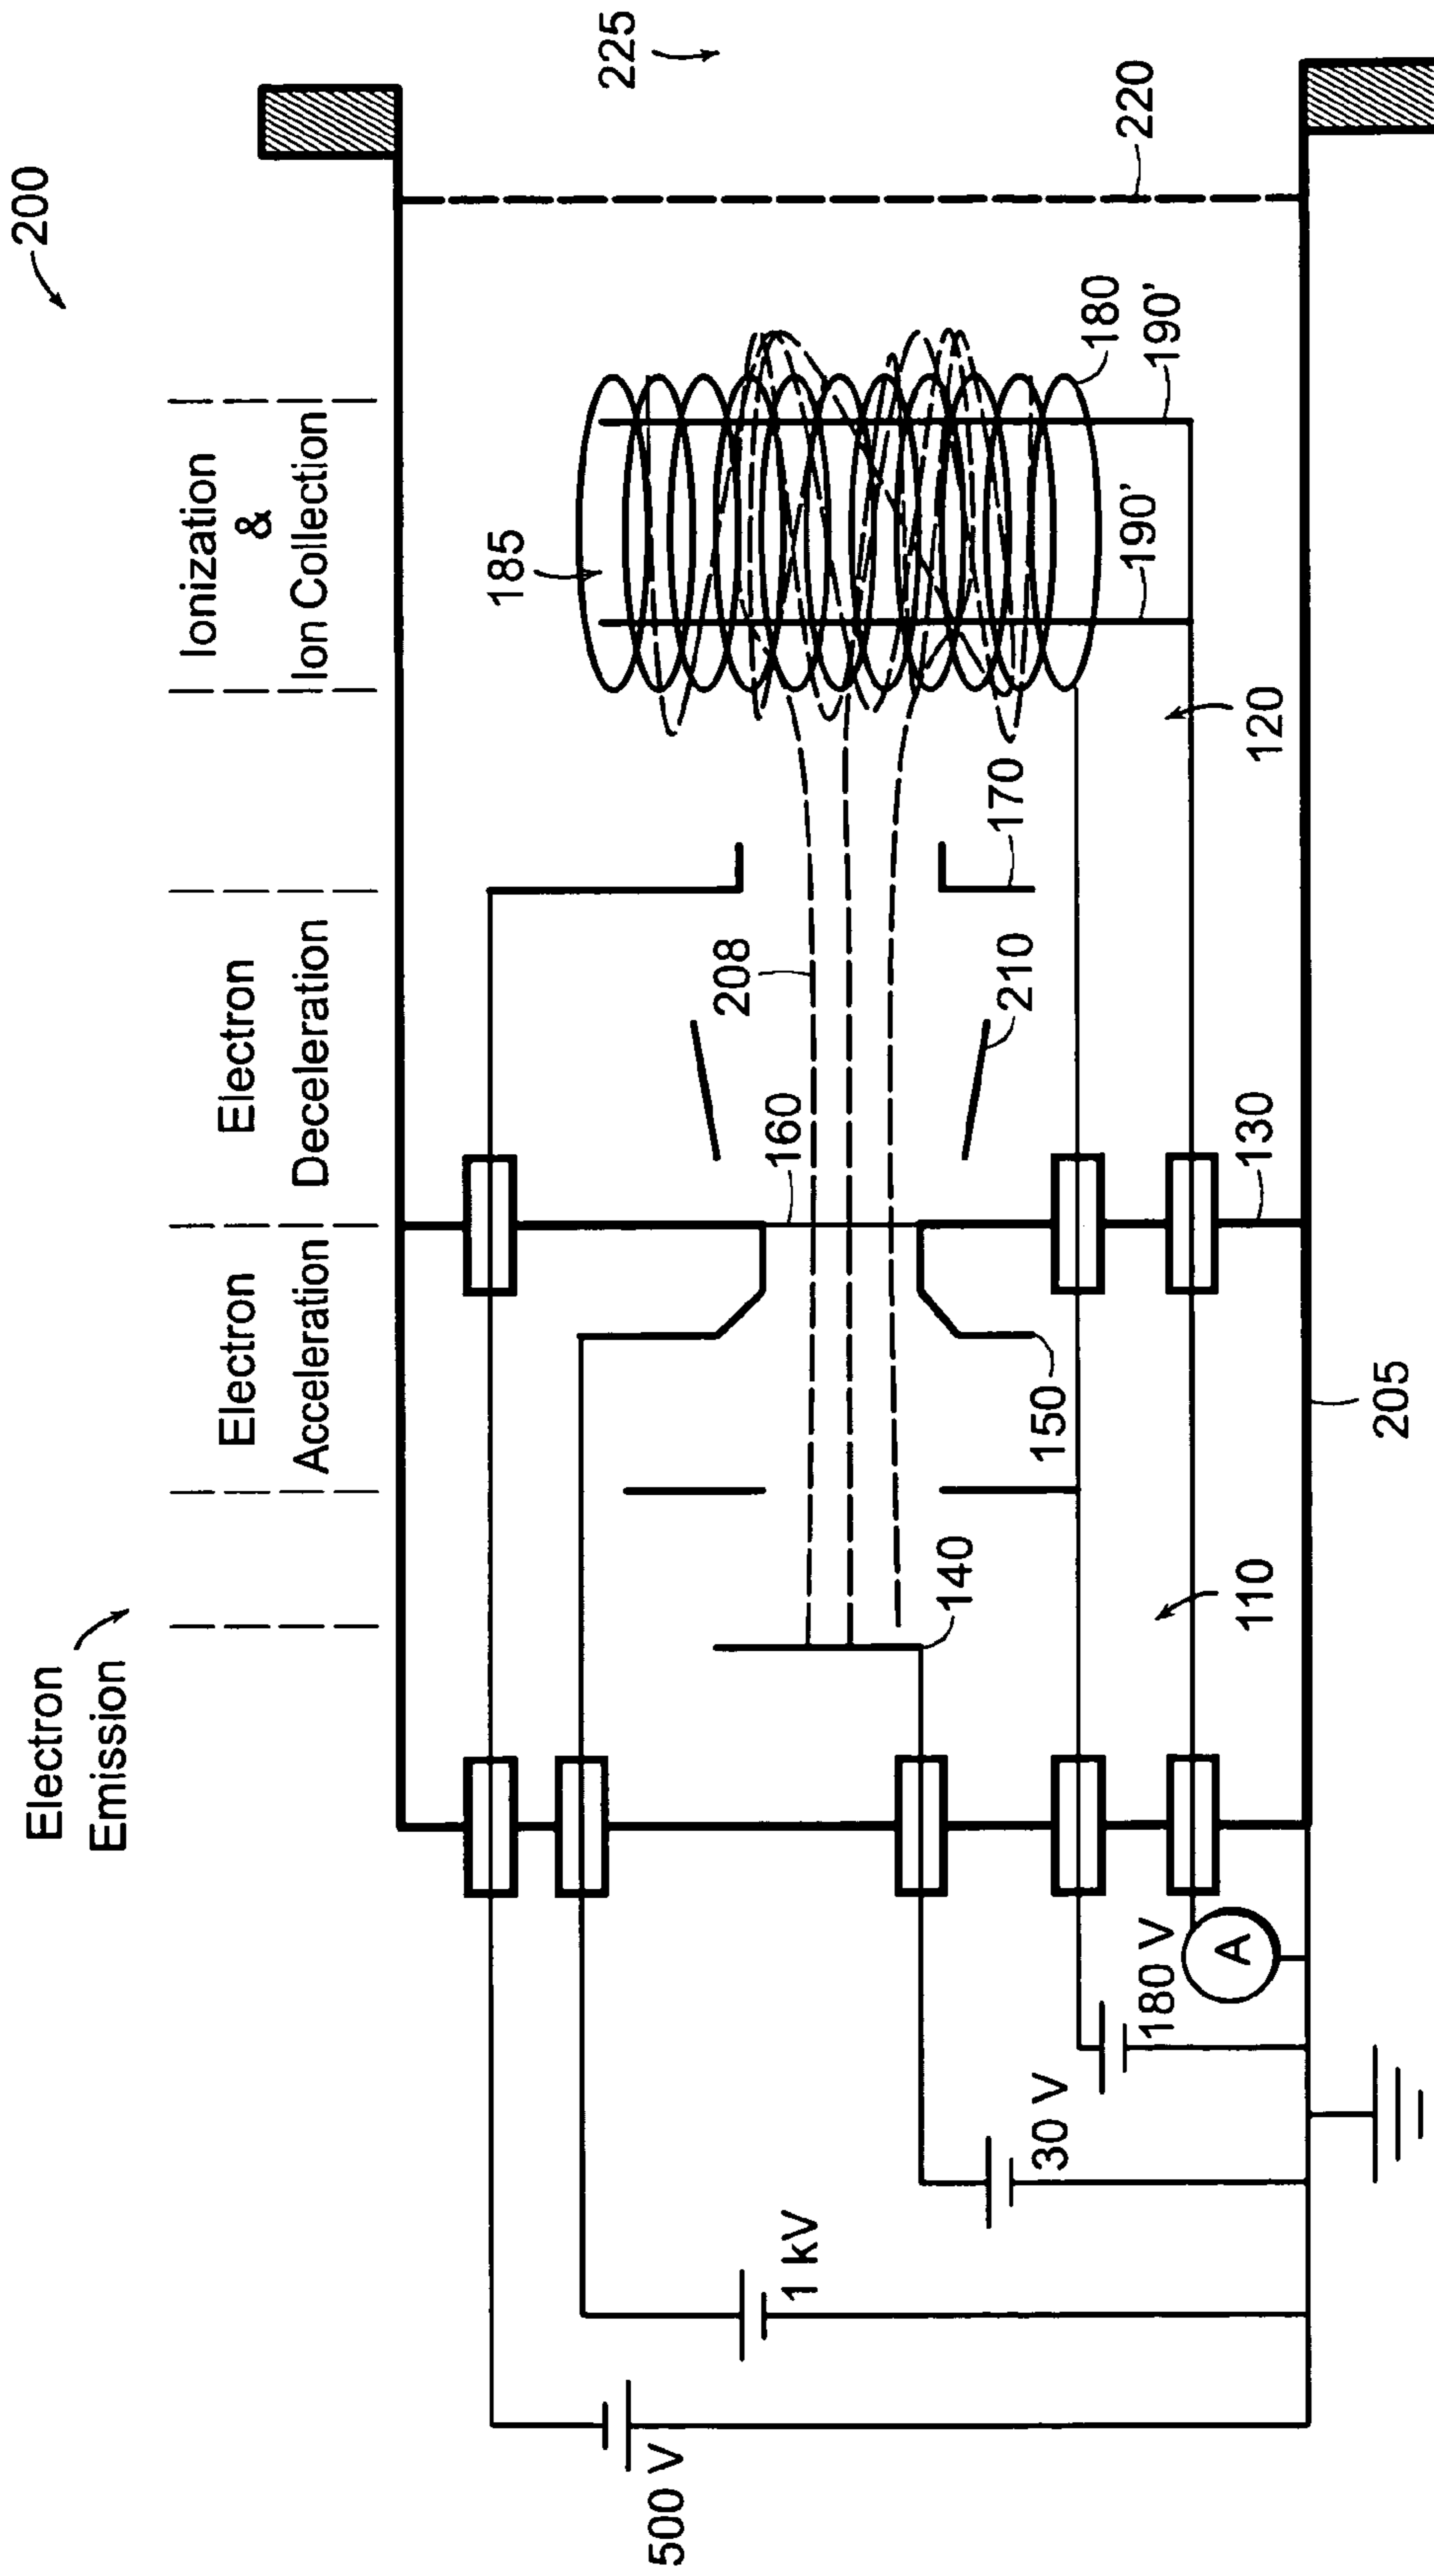 200
Electron
Emission
Electron
Acceleration
Electron
Deceleration
Ionization
&
Ion Collection
225
185
208
160
210
170
180
190'
190'
220
120
130
150
140
110
205
500 V
1 kV
30 V
180 V
A